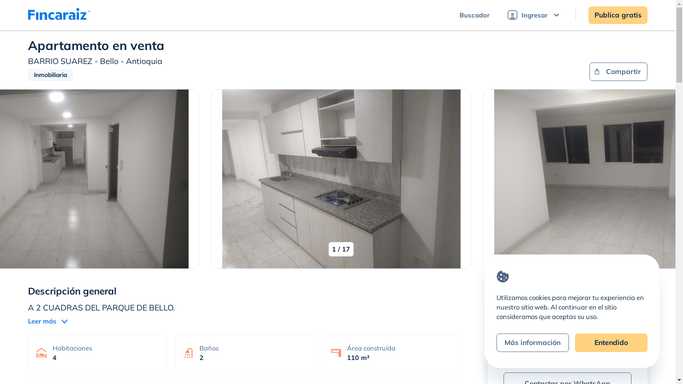 Fincaraiz
Buscador
Ingresar
Publica gratis
Apartamento en venta
BARRIO SUAREZ - Bello - Antioquia
Inmobiliaria
Compartir
1 / 17
Descripción general
A 2 CUADRAS DEL PARQUE DE BELLO.
Leer más
Habitaciones
4
Baños
2
Área construida
110 m²
Utilizamos cookies para mejorar tu experiencia en
nuestro sitio web. Al continuar en el sitio
consideramos que aceptas su uso.
Más información
Entendido
Contactar por WhatsApp